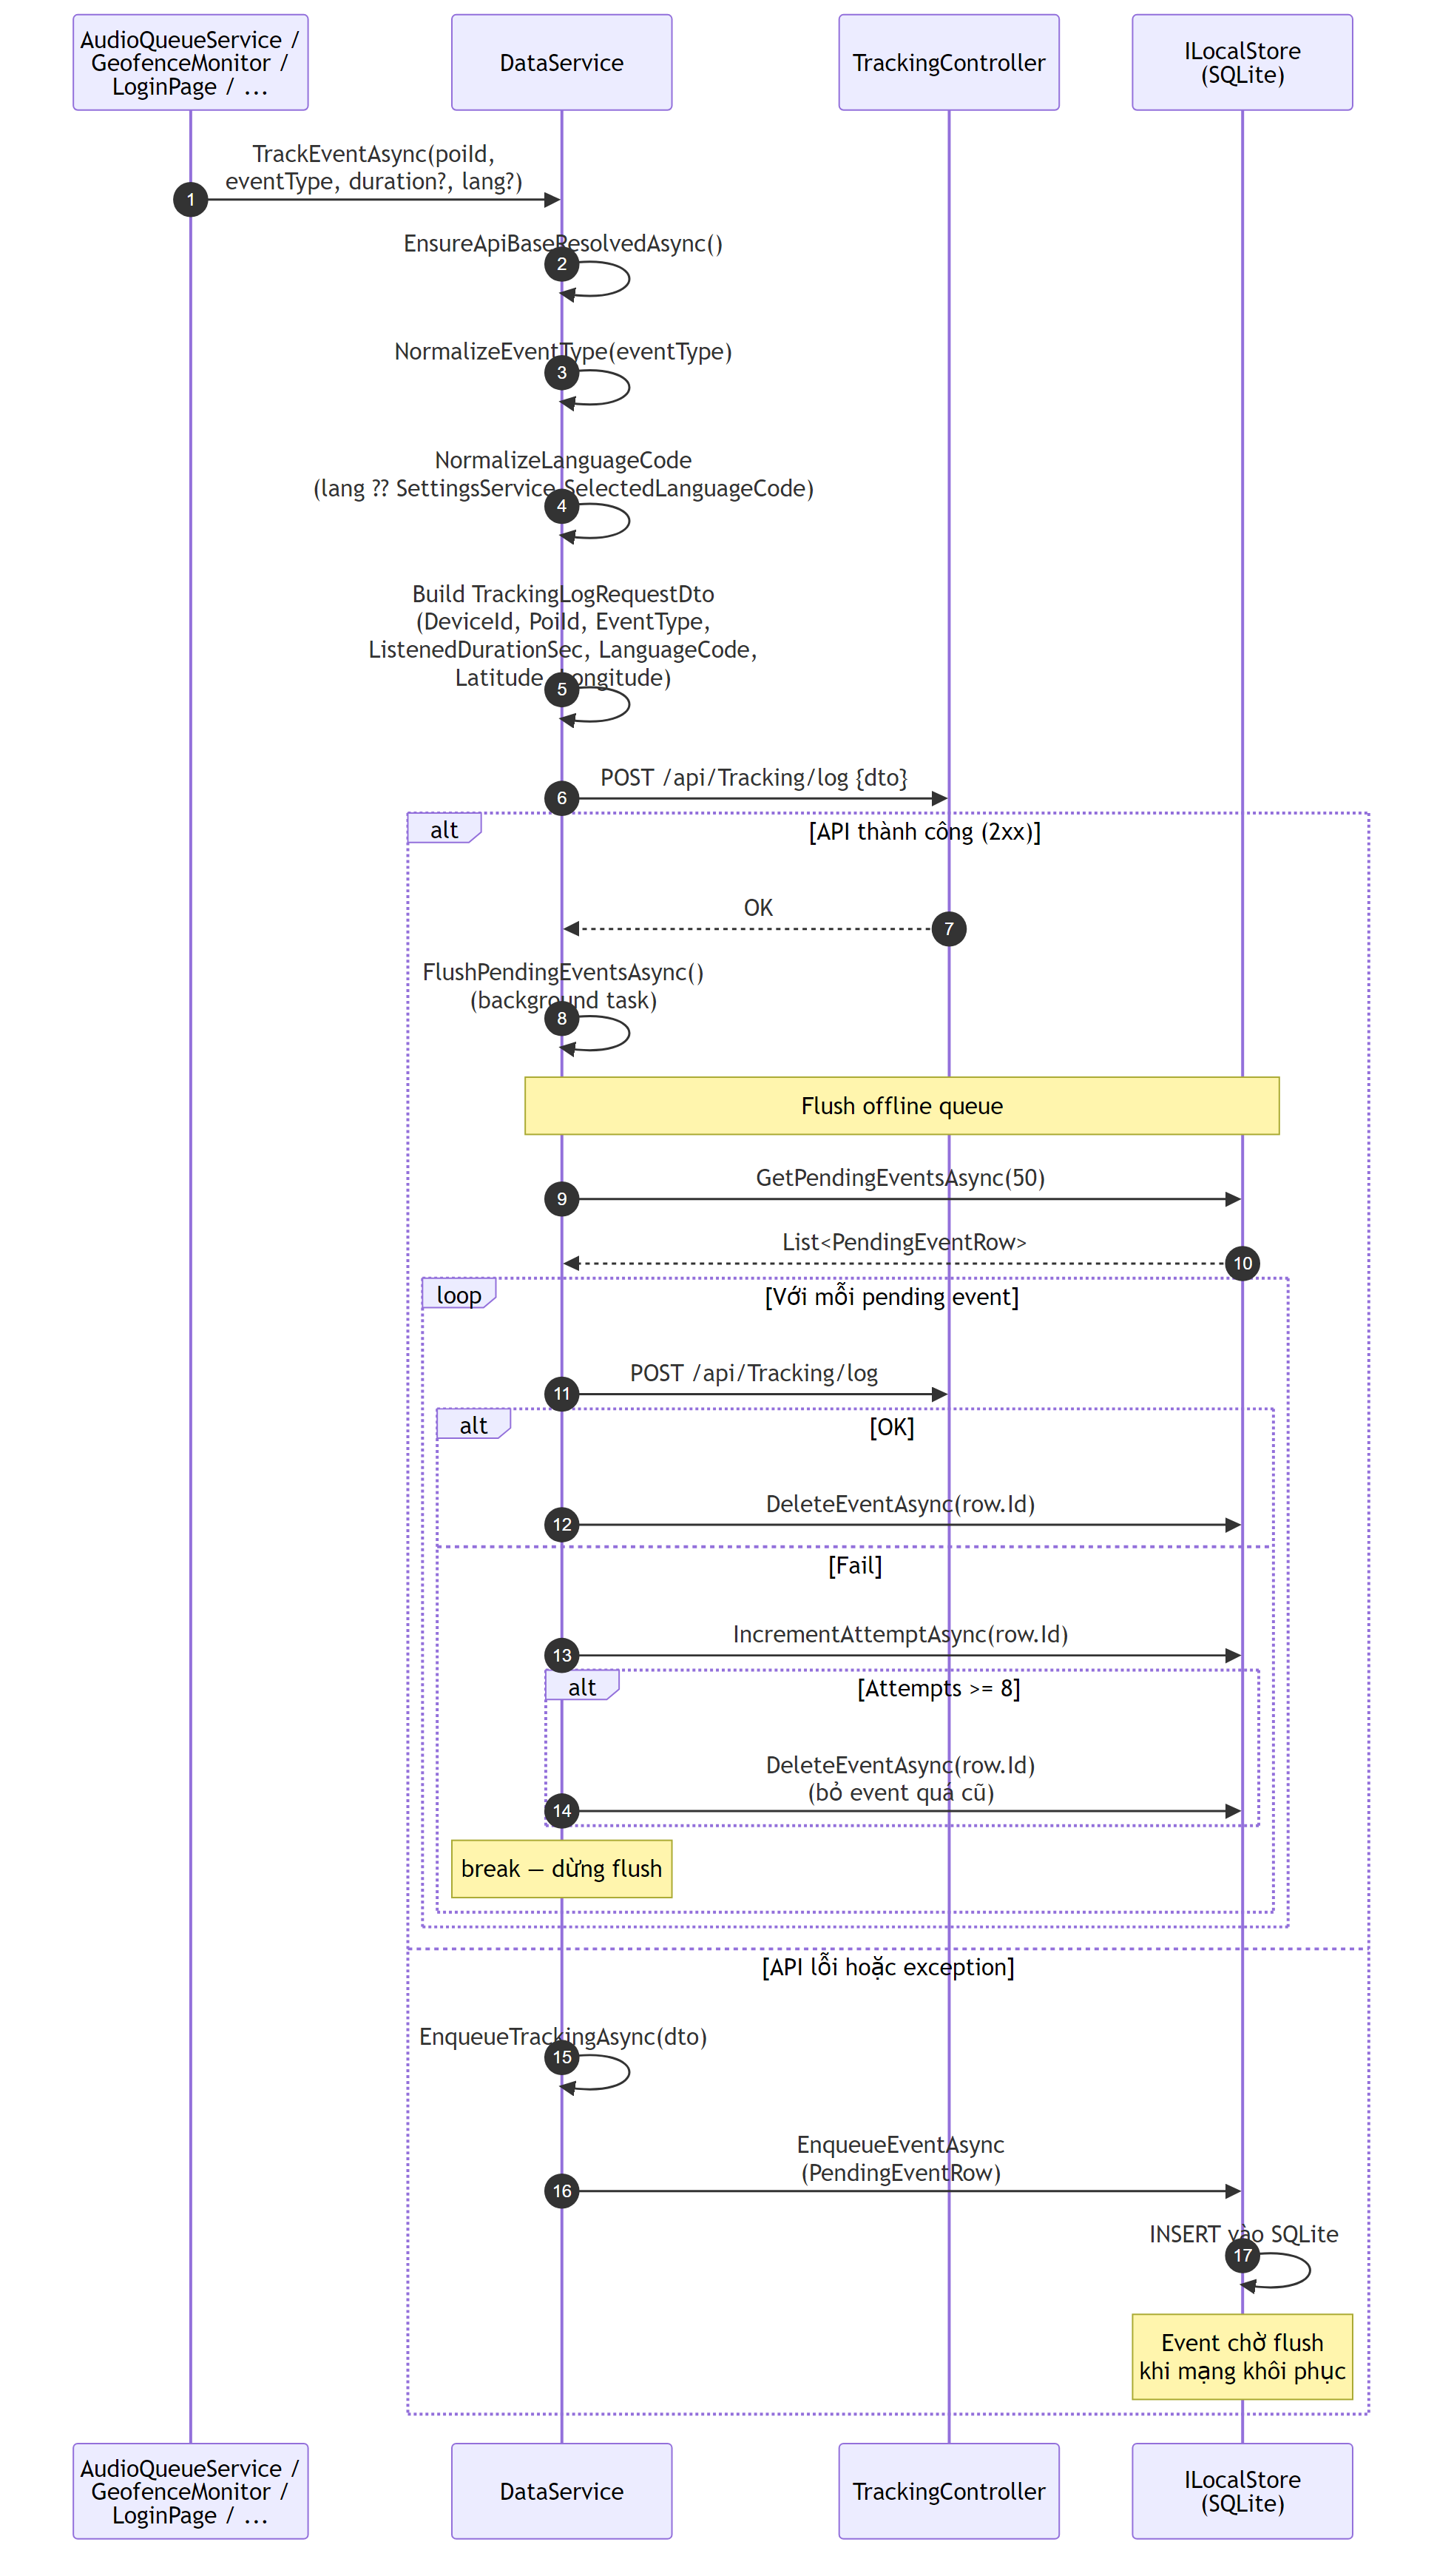 AudioQueueService /
GeofenceMonitor /
LoginPage / ...
DataService
TrackingController
ILocalStore
(SQLite)
TrackEventAsync(poiId,
eventType, duration?, lang?)
1
EnsureApiBaseResolvedAsync()
2
NormalizeEventType(eventType)
3
NormalizeLanguageCode
(lang ?? SettingsService.SelectedLanguageCode)
4
Build TrackingLogRequestDto
(DeviceId, PoiId, EventType,
ListenedDurationSec, LanguageCode,
Latitude, Longitude)
5
POST /api/Tracking/log {dto}
6
alt
[API thành công (2xx)]
OK
7
FlushPendingEventsAsync()
(background task)
8
Flush offline queue
GetPendingEventsAsync(50)
9
List<PendingEventRow>
10
loop
[Với mỗi pending event]
POST /api/Tracking/log
11
alt
[OK]
DeleteEventAsync(row.Id)
12
[Fail]
IncrementAttemptAsync(row.Id)
13
alt
[Attempts >= 8]
DeleteEventAsync(row.Id)
(bỏ event quá cũ)
14
break — dừng flush
[API lỗi hoặc exception]
EnqueueTrackingAsync(dto)
15
EnqueueEventAsync
(PendingEventRow)
16
INSERT vào SQLite
17
Event chờ flush
khi mạng khôi phục
AudioQueueService /
GeofenceMonitor /
LoginPage / ...
DataService
TrackingController
ILocalStore
(SQLite)